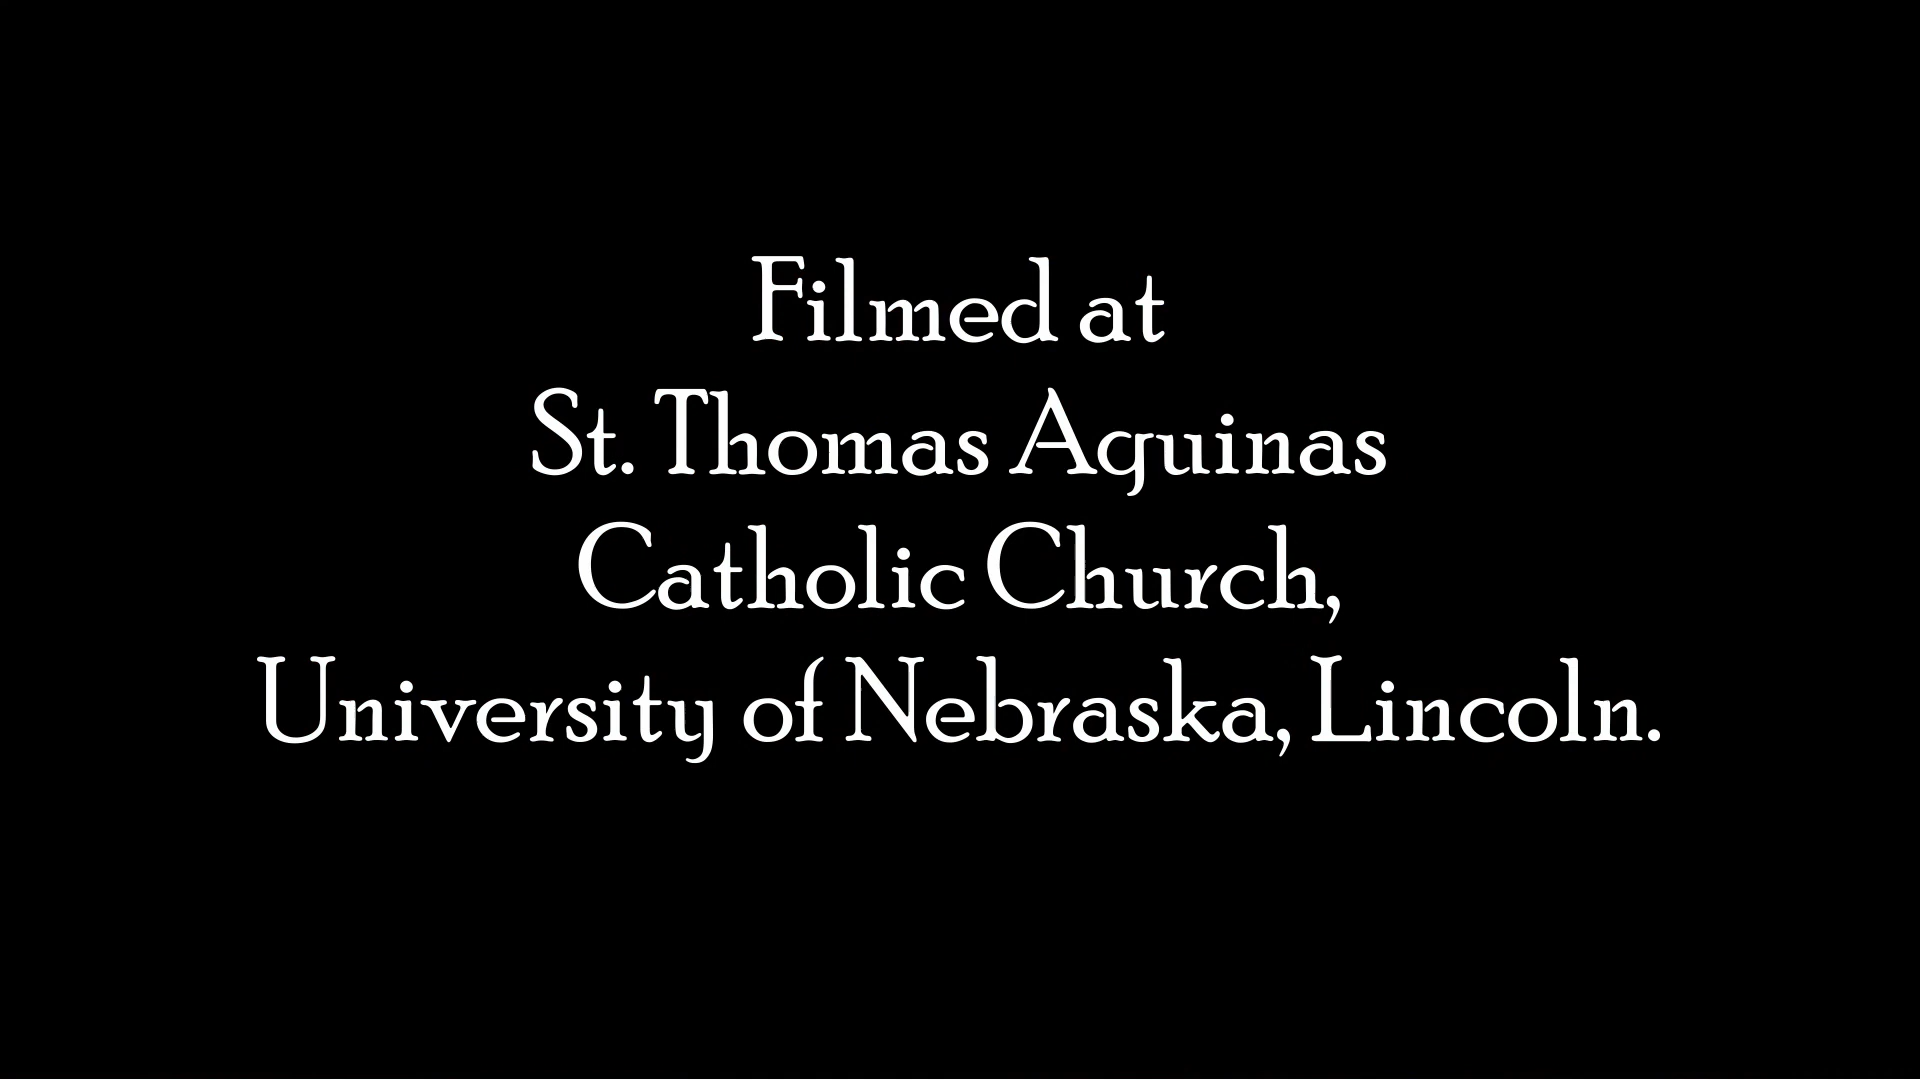 Filmed at
St. Thomas Aquinas
Catholic Church,
University of Nebraska, Lincoln.